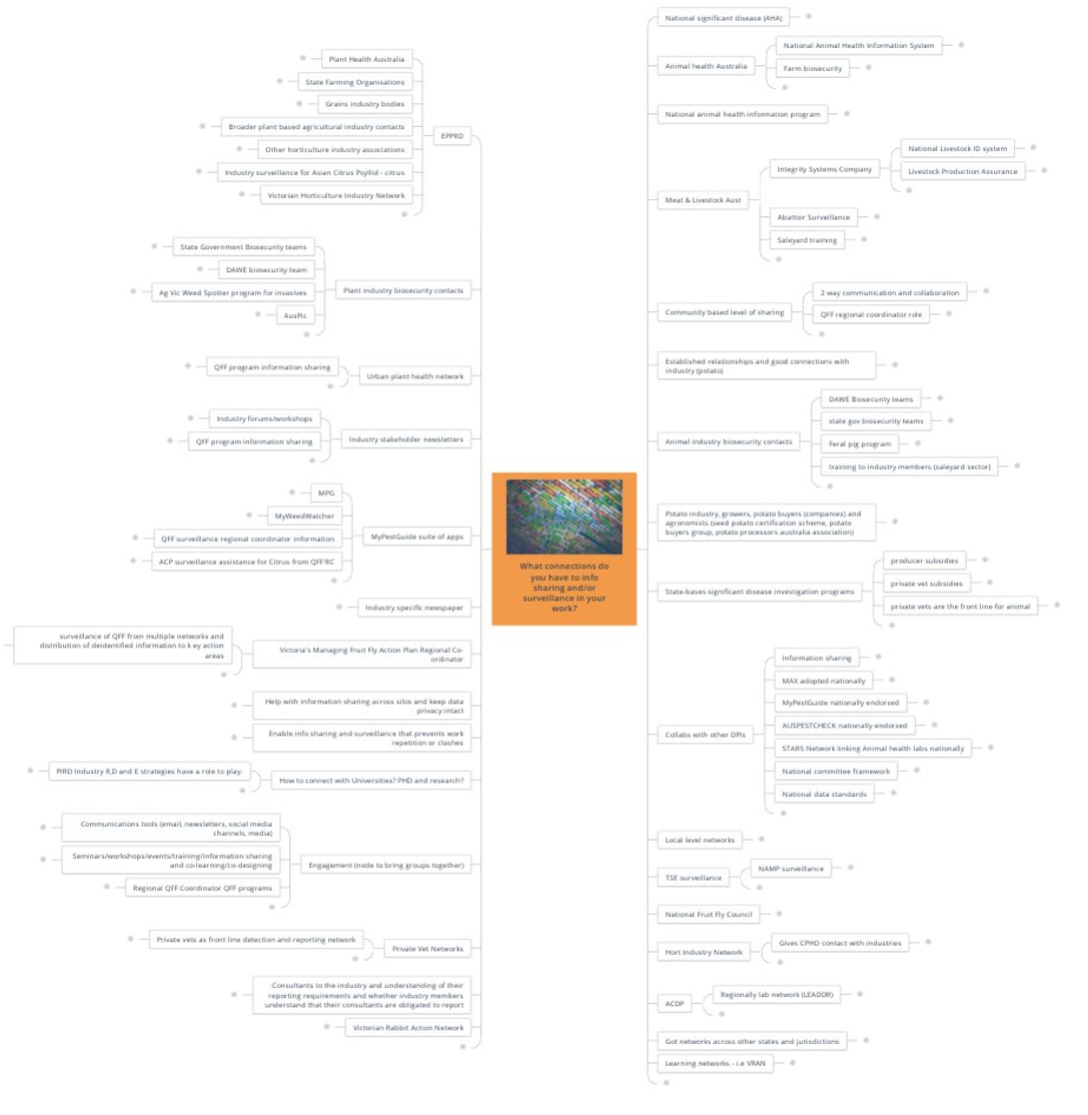 What connections do
you have to info
sharing and/or
surveillance in your
work?
EPPRD
Plant Health Australia
State Farming Organisations
Grains industry bodies
Broader plant based agricultural industry contacts
Other horticulture industry associations
Industry surveillance for Asian Citrus Psyllid - citrus
Victorian Horticulture Industry Network
Plant industry biosecurity contacts
State Government Biosecurity teams
DAWE biosecurity team
Ag Vic Weed Spotter program for invasives
AusPic
Urban plant health network
QFF program information sharing
Industry stakeholder newsletters
Industry forums/workshops
QFF program information sharing
MyPestGuide suite of apps
MPG
MyWeedWatcher
QFF surveillance regional coordinator information
ACP surveillance assistance for Citrus from QFF'RC
Industry specific newspaper
Victoria's Managing Fruit Fly Action Plan Regional Co-
ordinator
surveillance of QFF from multiple networks and
distribution of deidentified information to key action
areas
Help with information sharing across silos and keep data
privacy intact
Enable info sharing and surveillance that prevents work
repetition or clashes
How to connect with Universities? PHD and research?
PIRD Industry R,D and E strategies have a role to play.
Engagement (node to bring groups together)
Communications tools (email, newsletters, social media
channels, media)
Seminars/workshops/events/training/information sharing
and co-learning/co-designing
Regional QFF Coordinator QFF programs
Private Vet Networks
Private vets as front line detection and reporting network
Consultants to the industry and understanding of their
reporting requirements and whether industry members
understand that their consultants are obligated to report
Victorian Rabbit Action Network
National significant disease (AHA)
Animal health Australia
National Animal Health Information System
Farm biosecurity
National animal health information program
Meat & Livestock Aust
Integrity Systems Company
National Livestock ID system
Livestock Production Assurance
Abattoir Surveillance
Saleyard training
Community based level of sharing
2 way communication and collaboration
QFF regional coordinator role
Established relationships and good connections with
industry (potato)
Animal industry biosecurity contacts
DAWE Biosecurity teams
state gov biosecurity teams
Feral pig program
training to industry members (saleyard sector)
Potato industry, growers, potato buyers (companies) and
agronomists (seed potato certification scheme, potato
buyers group, potato processors australia association)
State-bases significant disease investigation programs
producer subsidies
private vet subsidies
private vets are the front line for animal
Collabs with other DPIs
Information sharing
MAX adopted nationally
MyPestGuide nationally endorsed
AUSPESTCHECK nationally endorsed
STARS Network linking Animal health labs nationally
National committee framework
National data standards
Local level networks
TSE surveillance
NAMP surveillance
National Fruit Fly Council
Hort Industry Network
Gives CPHO contact with industries
ACDP
Regionally lab network (LEADDR)
Got networks across other states and jurisdictions
Learning networks - i.e VRAN